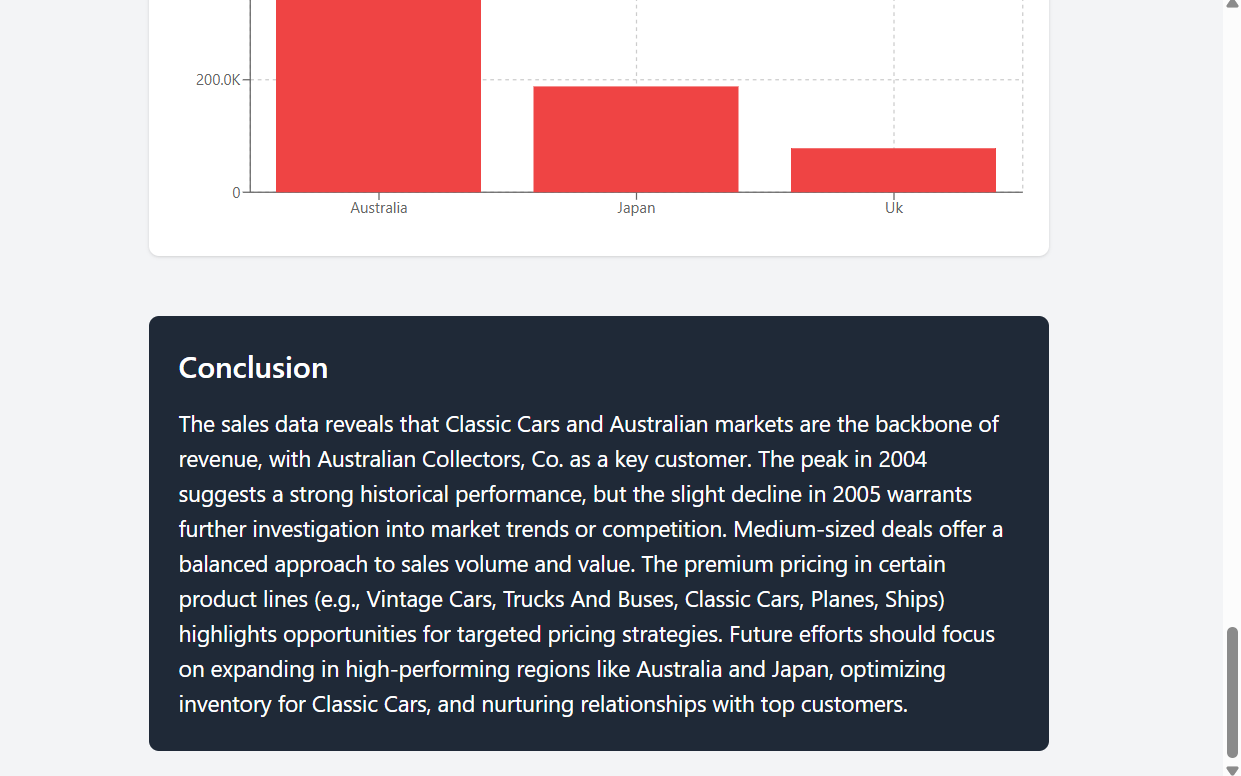 200.0K
0
Australia
Japan
Uk
Conclusion
The sales data reveals that Classic Cars and Australian markets are the backbone of
revenue, with Australian Collectors, Co. as a key customer. The peak in 2004
suggests a strong historical performance, but the slight decline in 2005 warrants
further investigation into market trends or competition. Medium-sized deals offer a
balanced approach to sales volume and value. The premium pricing in certain
product lines (e.g., Vintage Cars, Trucks And Buses, Classic Cars, Planes, Ships)
highlights opportunities for targeted pricing strategies. Future efforts should focus
on expanding in high-performing regions like Australia and Japan, optimizing
inventory for Classic Cars, and nurturing relationships with top customers.